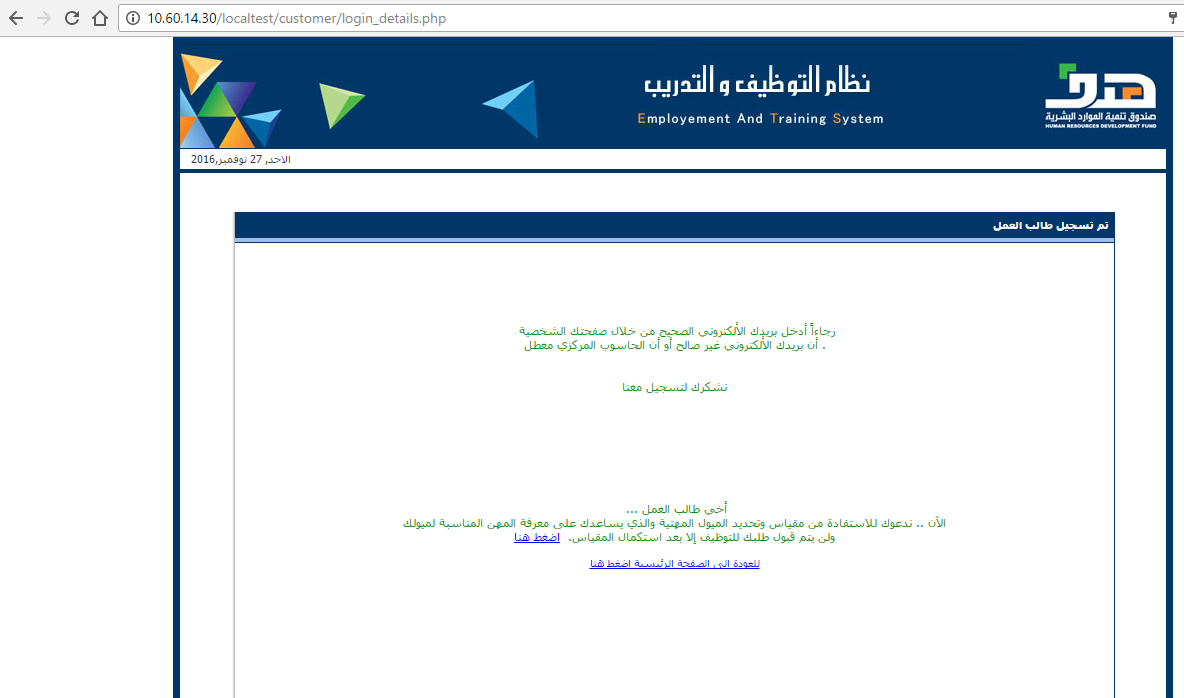 10.60.14.30/localtest/customer/login_details.php
نظام التوظيف و التدريب
Employement And Training System
هدف
صندوق تنمية الموارد البشرية
HUMAN RESOURCES DEVELOPMENT FUND
الاحد, 27 نوفمبر,2016
تم تسجيل طالب العمل
رجاءاً أدخل بريدك الألكتروني الصحيح من خلال صفحتك الشخصية
. أن بريدك الألكتروني غير صالح أو أن الحاسوب المركزي معطل
نشكرك لتسجيل معنا
أخي طالب العمل ...
الآن .. ندعوك للاستفادة من مقياس وتحديد الميول المهنية والذي يساعدك على معرفة المهن المناسبة لميولك
ولن يتم قبول طلبك للتوظيف إلا بعد استكمال المقياس. اضغط هنا
للعودة الى الصفحة الرئيسية اضغط هنا